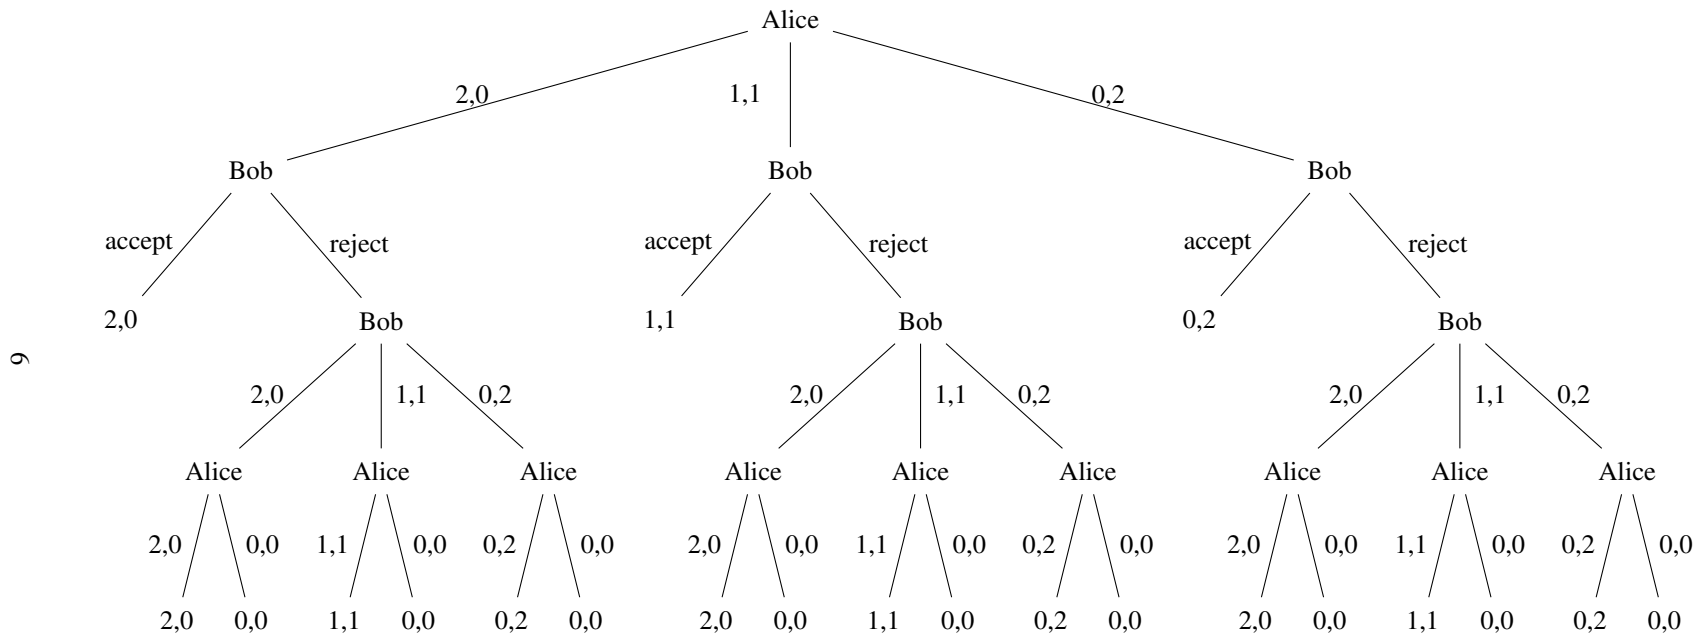 Alice
2,0 1,1 0,2
Bob Bob Bob
accept reject accept reject accept reject
2,0 Bob 1,1 Bob 0,2 Bob
9
2,0 1,1 0,2 2,0 1,1 0,2 2,0 1,1 0,2
Alice Alice Alice Alice Alice Alice Alice Alice Alice
2,0 0,0 1,1 0,0 0,2 0,0 2,0 0,0 1,1 0,0 0,2 0,0 2,0 0,0 1,1 0,0 0,2 0,0
2,0 0,0 1,1 0,0 0,2 0,0 2,0 0,0 1,1 0,0 0,2 0,0 2,0 0,0 1,1 0,0 0,2 0,0